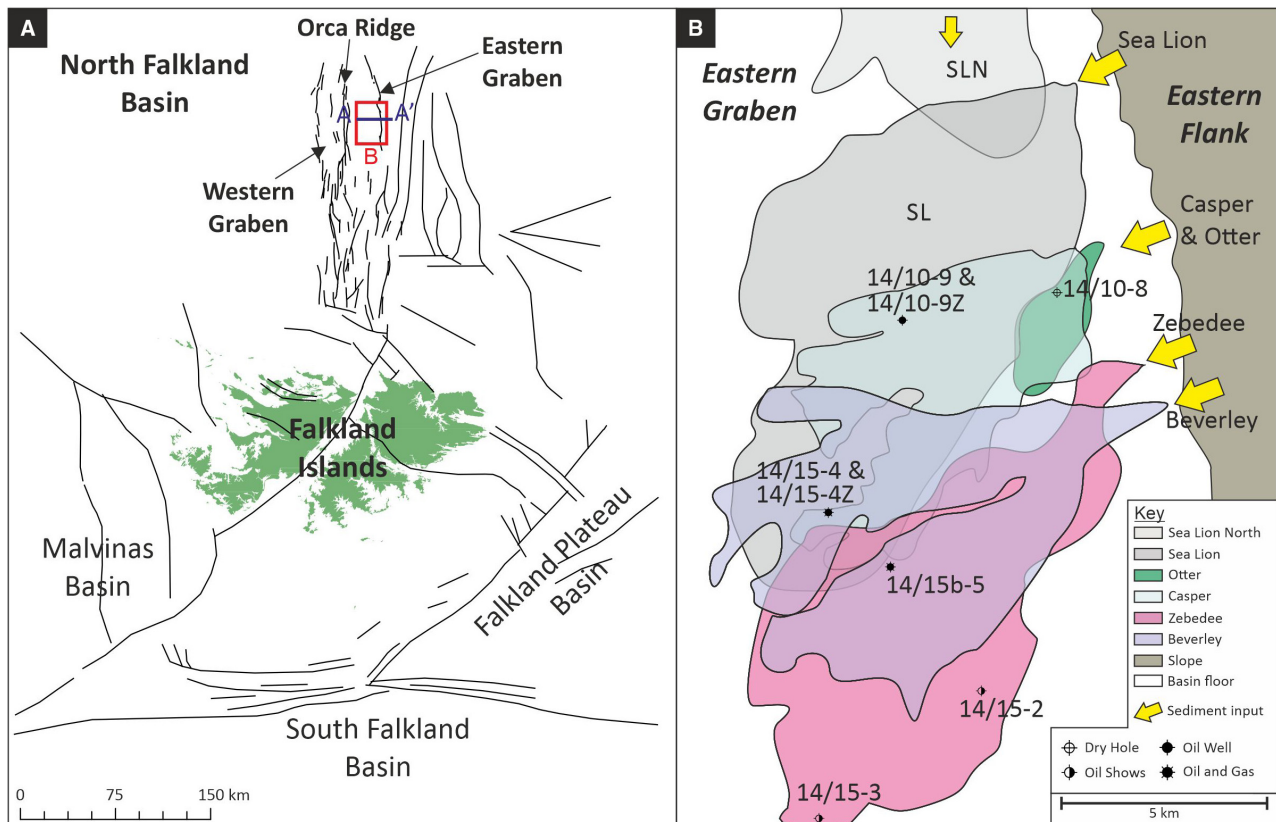 A
Orca Ridge
North Falkland
Basin
Eastern
Graben
A
A'
B
Western
Graben
Falkland
Islands
Malvinas
Basin
Falkland Plateau
Basin
South Falkland
Basin
0 75 150 km
B
SLN
Sea Lion
Eastern
Graben
Eastern
Flank
SL
Casper
& Otter
14/10-9 &
14/10-9Z
14/10-8
Zebedee
Beverley
14/15-4 &
14/15-4Z
14/15b-5
14/15-2
14/15-3
Key
Sea Lion North
Sea Lion
Otter
Casper
Zebedee
Beverley
Slope
Basin floor
Sediment input
Dry Hole
Oil Well
Oil Shows
Oil and Gas
5 km